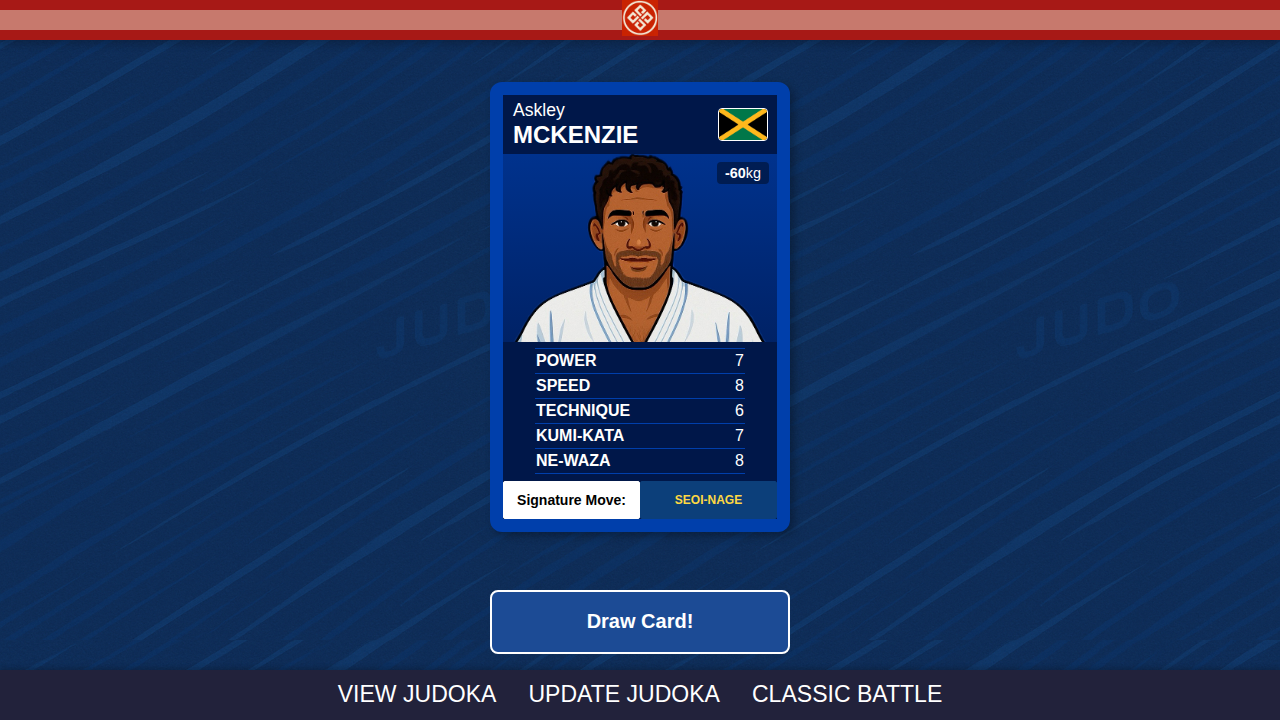 Askley
MCKENZIE
-60kg
JUDO
JUDO
POWER 7
SPEED 8
TECHNIQUE 6
KUMI-KATA 7
NE-WAZA 8
Signature Move: SEOI-NAGE
Draw Card!
VIEW JUDOKA UPDATE JUDOKA CLASSIC BATTLE